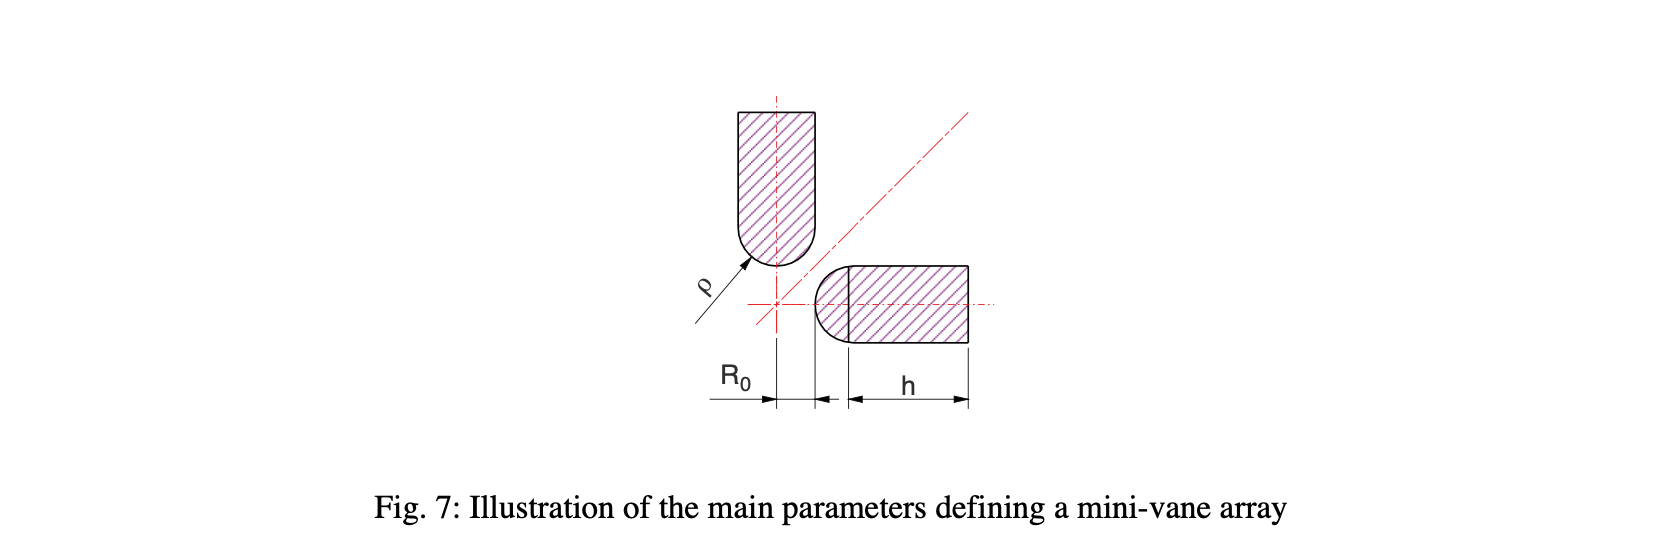 ρ
R₀
h
Fig. 7: Illustration of the main parameters defining a mini-vane array